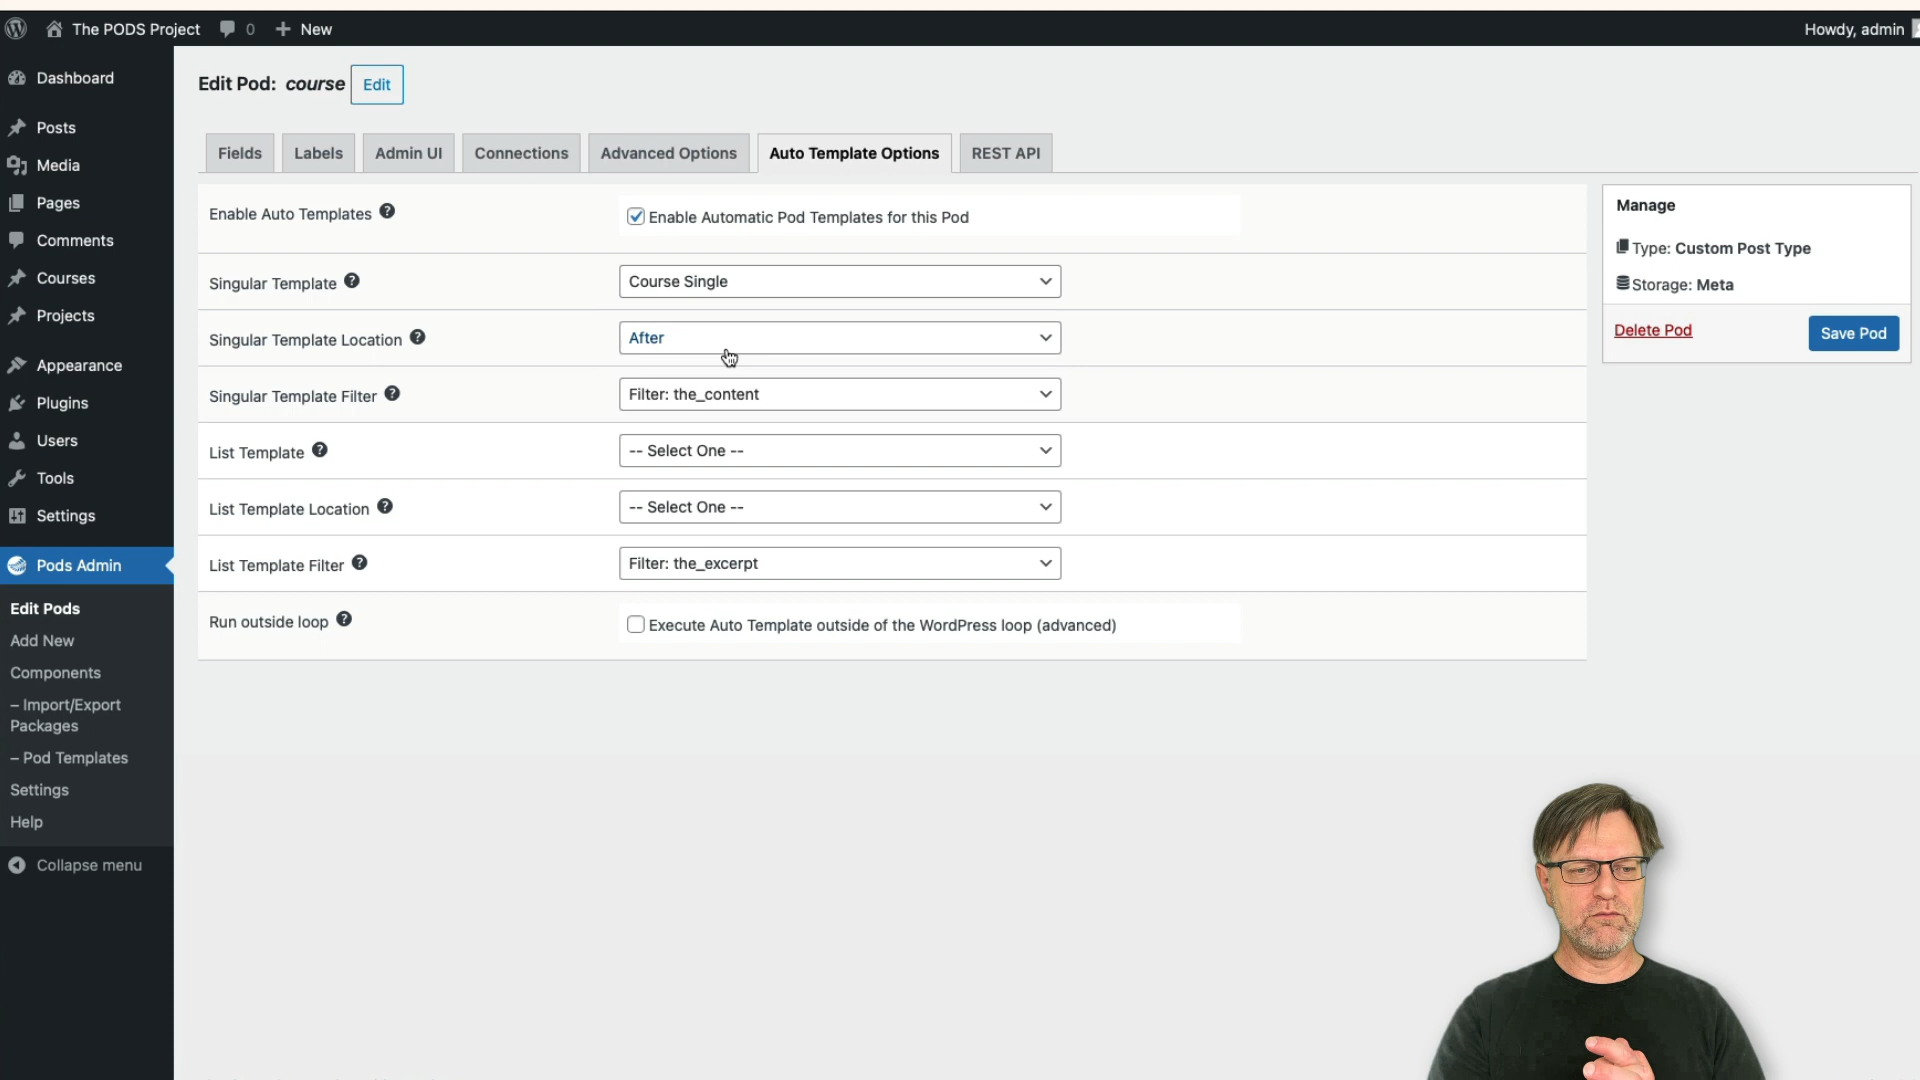 The PODS Project
0
New
Howdy, admin
Dashboard
Posts
Media
Pages
Comments
Courses
Projects
Appearance
Plugins
Users
Tools
Settings
Pods Admin
Edit Pods
Add New
Components
– Import/Export
Packages
– Pod Templates
Settings
Help
Collapse menu
Edit Pod: course Edit
Fields Labels Admin UI Connections Advanced Options Auto Template Options REST API
Enable Auto Templates
Enable Automatic Pod Templates for this Pod
Singular Template
Course Single
Singular Template Location
After
Singular Template Filter
Filter: the_content
List Template
-- Select One --
List Template Location
-- Select One --
List Template Filter
Filter: the_excerpt
Run outside loop
Execute Auto Template outside of the WordPress loop (advanced)
Manage
Type: Custom Post Type
Storage: Meta
Delete Pod
Save Pod